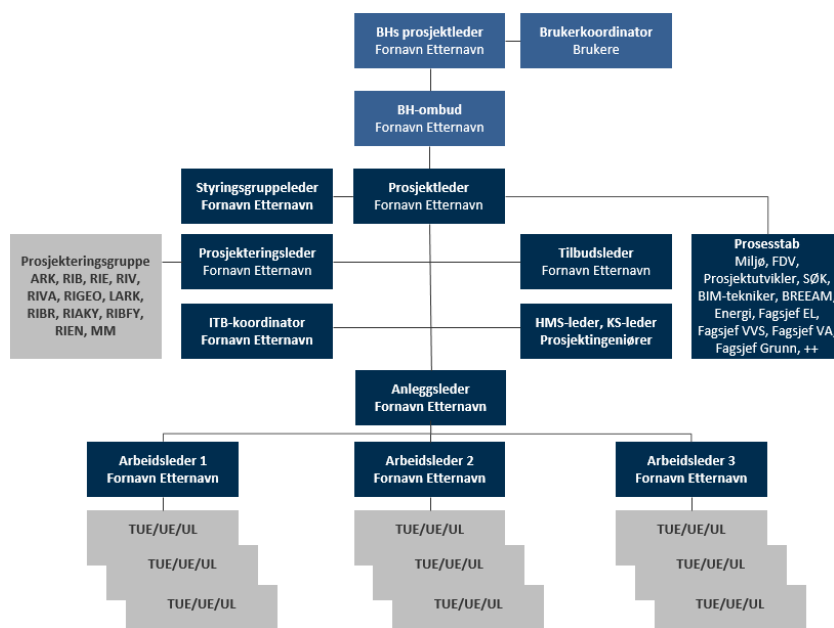 BHs prosjektleder
Fornavn Etternavn
Brukerkoordinator
Brukere
BH-ombud
Fornavn Etternavn
Styringsgruppeleder
Fornavn Etternavn
Prosjektleder
Fornavn Etternavn
Prosjekteringsgruppe
ARK, RIB, RIE, RIV,
RIVA, RIGEO, LARK,
RIBR, RIAKY, RIBFY,
RIEN, MM
Prosjekteringsleder
Fornavn Etternavn
Tilbudsleder
Fornavn Etternavn
Prosesstab
Miljø, FDV,
Prosjektutvikler, SØK,
BIM-tekniker, BREEAM,
Energi, Fagsjef EL,
Fagsjef VVS, Fagsjef VA,
Fagsjef Grunn, ++
ITB-koordinator
Fornavn Etternavn
HMS-leder, KS-leder
Prosjektingeniører
Anleggsleder
Fornavn Etternavn
Arbeidsleder 1
Fornavn Etternavn
Arbeidsleder 2
Fornavn Etternavn
Arbeidsleder 3
Fornavn Etternavn
TUE/UE/UL
TUE/UE/UL
TUE/UE/UL
TUE/UE/UL
TUE/UE/UL
TUE/UE/UL
TUE/UE/UL
TUE/UE/UL
TUE/UE/UL